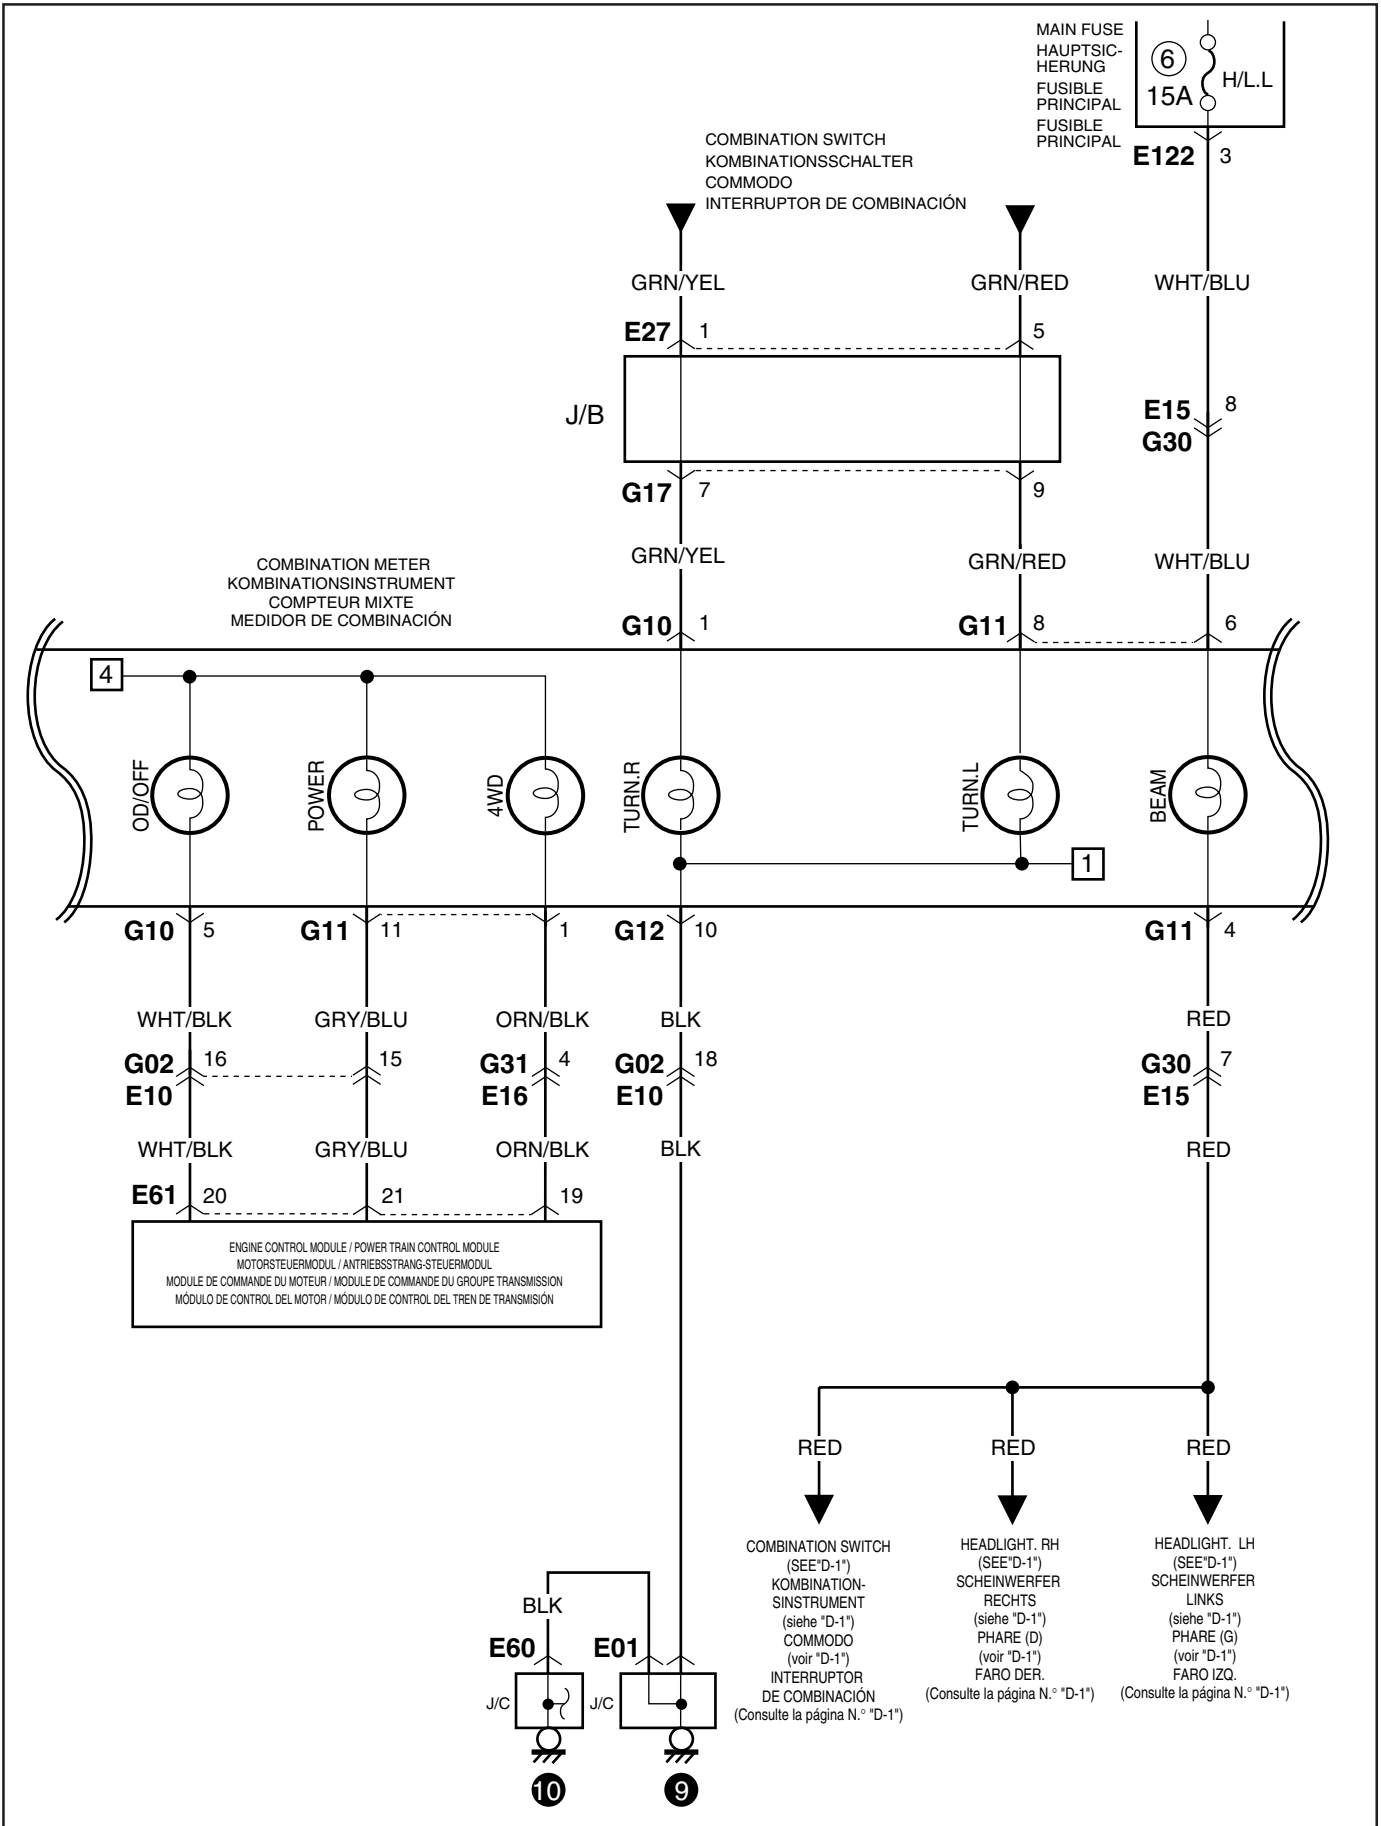 MAIN FUSE
HAUPTSIC-
HERUNG
FUSIBLE
PRINCIPAL
FUSIBLE
PRINCIPAL
6
15A
H/L.L
E122 3
COMBINATION SWITCH
KOMBINATIONSSCHALTER
COMMODO
INTERRUPTOR DE COMBINACIÓN
GRN/YEL GRN/RED WHT/BLU
E27 1 5
J/B
E15 8
G30
G17 7 9
GRN/YEL GRN/RED WHT/BLU
COMBINATION METER
KOMBINATIONSINSTRUMENT
COMPTEUR MIXTE
MEDIDOR DE COMBINACIÓN
G10 1 G11 8 6
4
OD/OFF POWER 4WD TURN.R TURN.L BEAM
1
G10 5 G11 11 1 G12 10 G11 4
WHT/BLK GRY/BLU ORN/BLK BLK RED
G02 16 15 G31 4 G02 18 G30 7
E10 E16 E10 E15
WHT/BLK GRY/BLU ORN/BLK BLK RED
E61 20 21 19
ENGINE CONTROL MODULE / POWER TRAIN CONTROL MODULE
MOTORSTEUERMODUL / ANTRIEBSSTRANG-STEUERMODUL
MODULE DE COMMANDE DU MOTEUR / MODULE DE COMMANDE DU GROUPE TRANSMISSION
MÓDULO DE CONTROL DEL MOTOR / MÓDULO DE CONTROL DEL TREN DE TRANSMISIÓN
RED RED RED
COMBINATION SWITCH
(SEE"D-1")
KOMBINATION-
SINSTRUMENT
(siehe "D-1")
COMMODO
(voir "D-1")
INTERRUPTOR
DE COMBINACIÓN
(Consulte la página N.° "D-1")
HEADLIGHT. RH
(SEE"D-1")
SCHEINWERFER
RECHTS
(siehe "D-1")
PHARE (D)
(voir "D-1")
FARO DER.
(Consulte la página N.° "D-1")
HEADLIGHT. LH
(SEE"D-1")
SCHEINWERFER
LINKS
(siehe "D-1")
PHARE (G)
(voir "D-1")
FARO IZQ.
(Consulte la página N.° "D-1")
BLK
E60 E01
J/C J/C
10 9